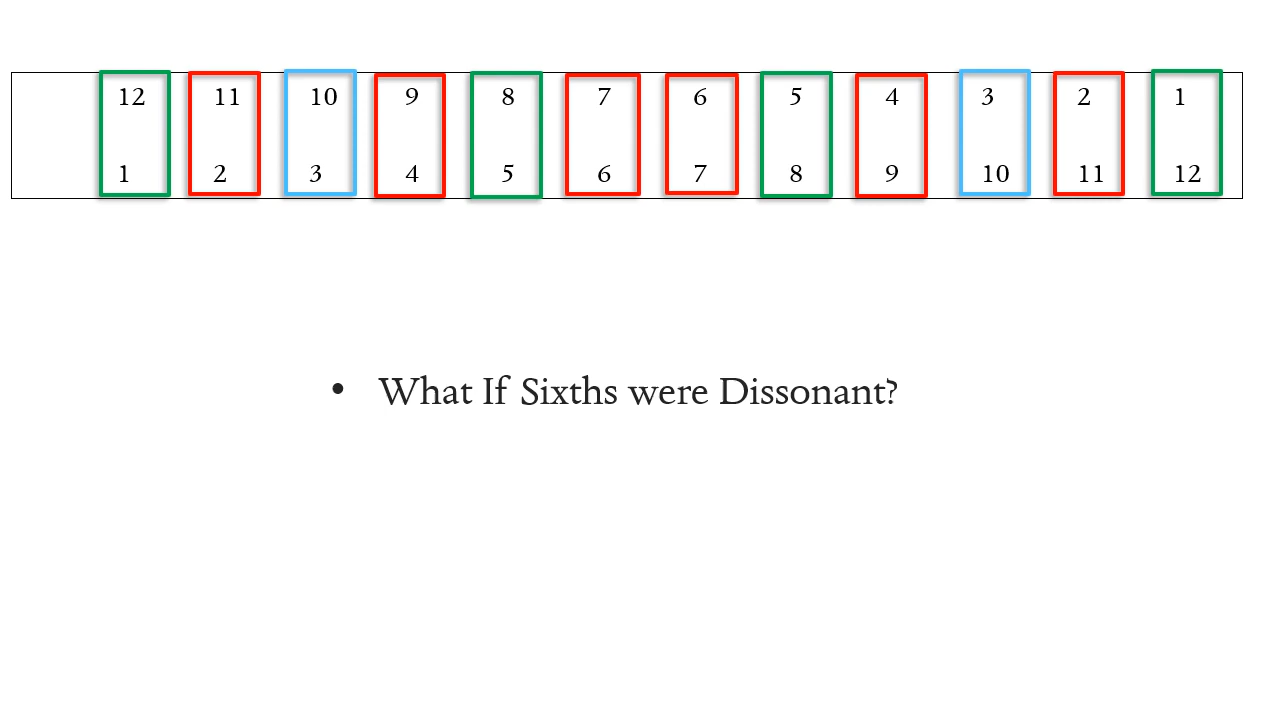 12 11 10 9 8 7 6 5 4 3 2 1
1 2 3 4 5 6 7 8 9 10 11 12
• What If Sixths were Dissonant?